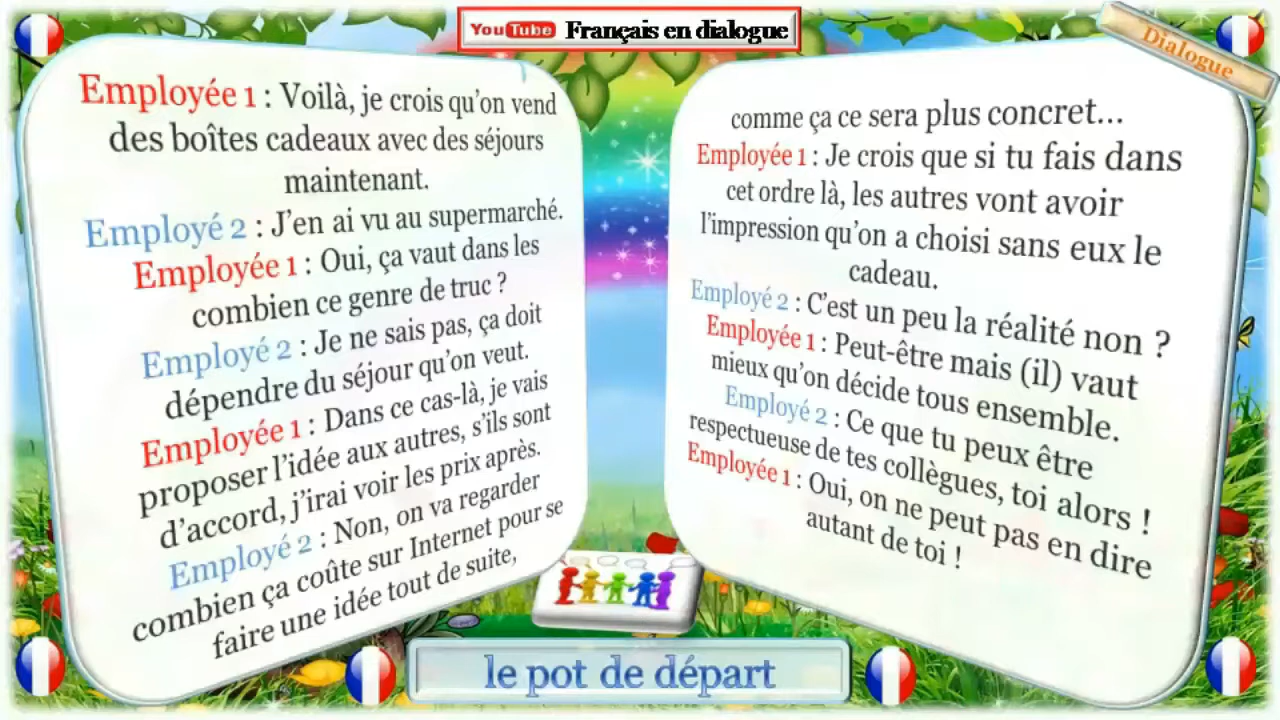 YouTube Français en dialogue
Dialogue
Employée 1 : Voilà, je crois qu'on vend
des boîtes cadeaux avec des séjours
maintenant.
Employé 2 : J'en ai vu au supermarché.
Employée 1 : Oui, ça vaut dans les
combien ce genre de truc ?
Employé 2 : Je ne sais pas, ça doit
dépendre du séjour qu'on veut.
Employée 1 : Dans ce cas-là, je vais
proposer l'idée aux autres, s'ils sont
d'accord, j'irai voir les prix après.
Employé 2 : Non, on va regarder
combien ça coûte sur Internet pour se
faire une idée tout de suite,
comme ça ce sera plus concret...
Employée 1 : Je crois que si tu fais dans
cet ordre là, les autres vont avoir
l'impression qu'on a choisi sans eux le
cadeau.
Employé 2 : C'est un peu la réalité non ?
Employée 1 : Peut-être mais (il) vaut
mieux qu'on décide tous ensemble.
Employé 2 : Ce que tu peux être
respectueuse de tes collègues, toi alors !
Employée 1 : Oui, on ne peut pas en dire
autant de toi !
le pot de départ